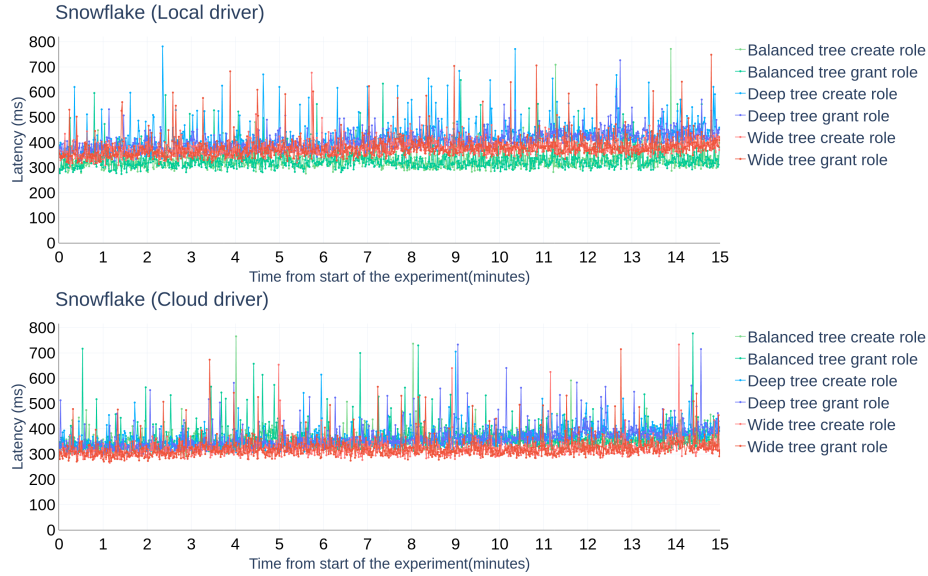 Snowflake (Local driver)
800
700
600
500
400
300
200
100
0
Latency (ms)
0 1 2 3 4 5 6 7 8 9 10 11 12 13 14 15
Time from start of the experiment(minutes)
Balanced tree create role
Balanced tree grant role
Deep tree create role
Deep tree grant role
Wide tree create role
Wide tree grant role
Snowflake (Cloud driver)
800
700
600
500
400
300
200
100
0
Latency (ms)
0 1 2 3 4 5 6 7 8 9 10 11 12 13 14 15
Time from start of the experiment(minutes)
Balanced tree create role
Balanced tree grant role
Deep tree create role
Deep tree grant role
Wide tree create role
Wide tree grant role